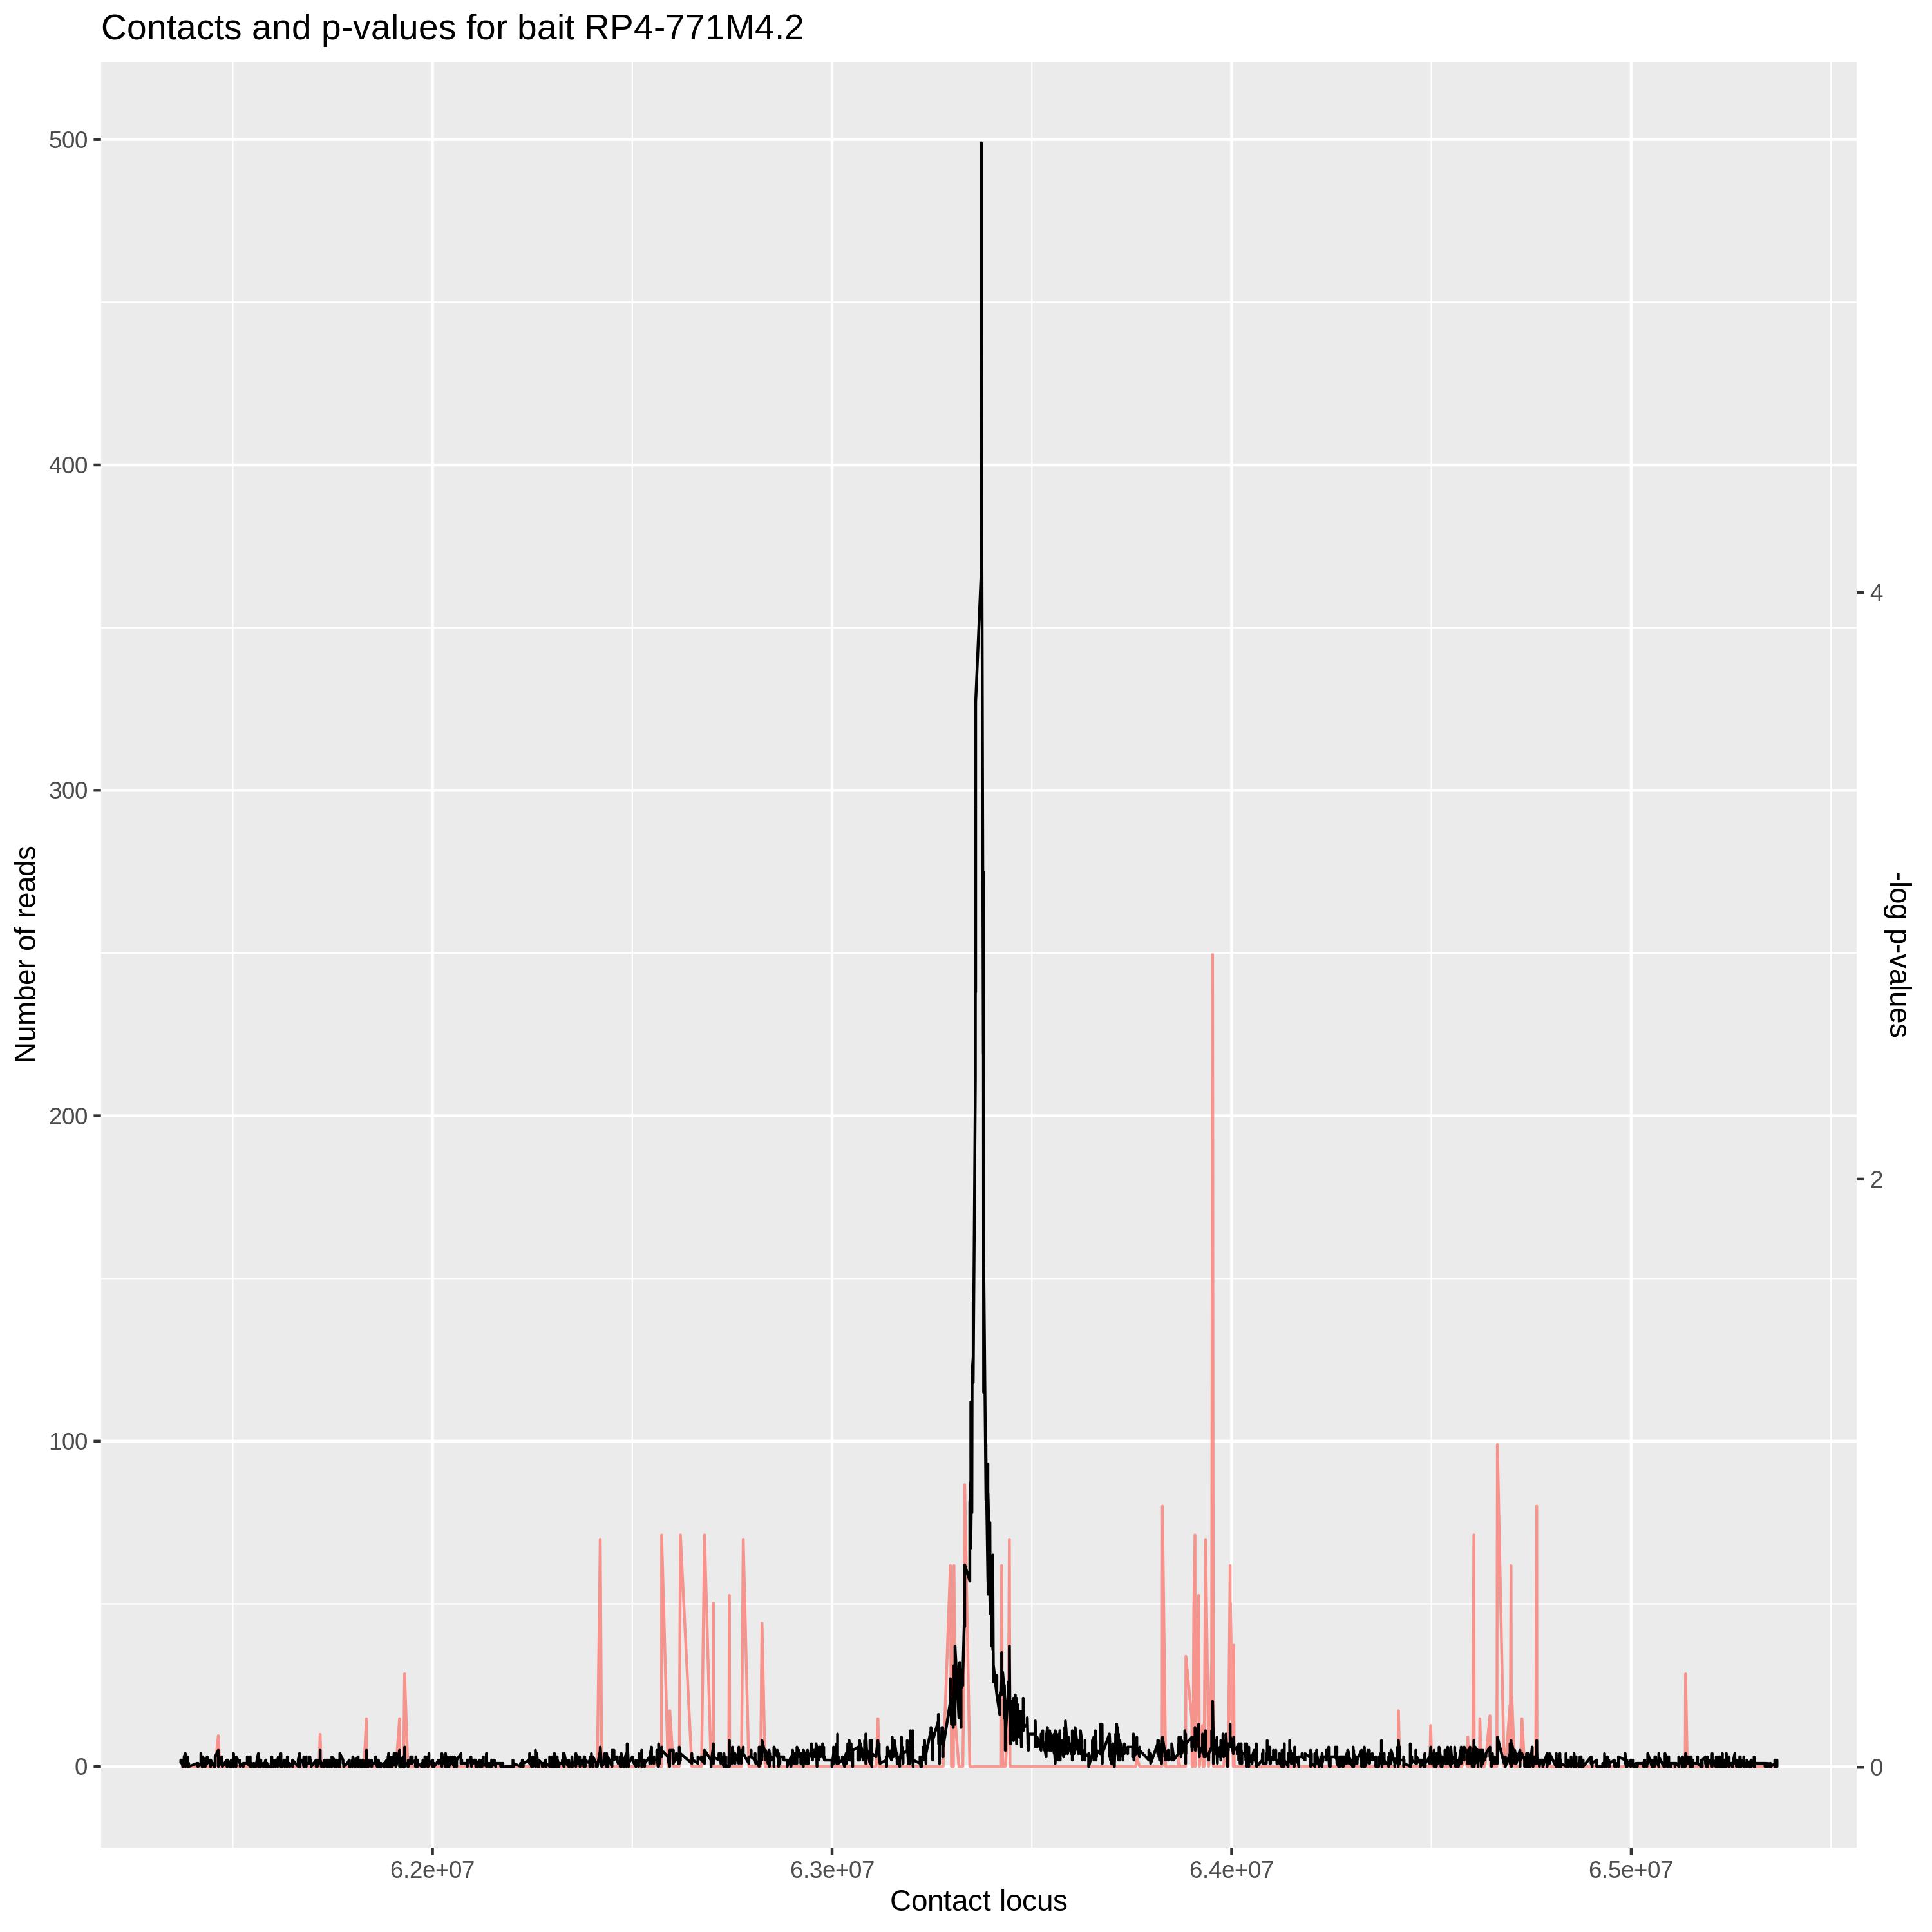 Contacts and p-values for bait RP4-771M4.2
500
400
300
200
100
0
Number of reads
4
2
0
-log p-values
6.2e+07
6.3e+07
6.4e+07
6.5e+07
Contact locus